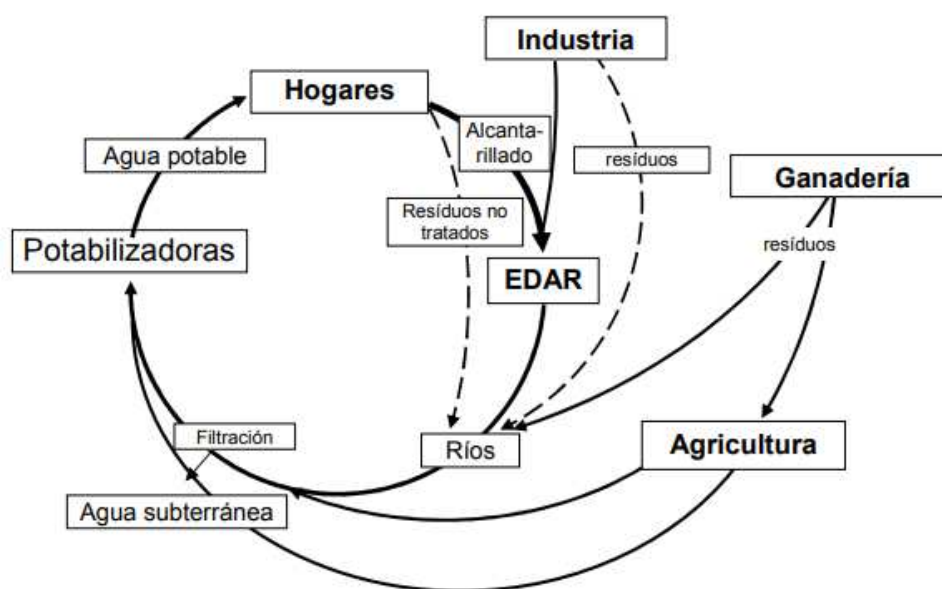 Industria
Hogares
Alcanta-
rillado
Agua potable
resíduos
Ganadería
Resíduos no
tratados
Potabilizadoras
resíduos
EDAR
Filtración
Ríos
Agricultura
Agua subterránea